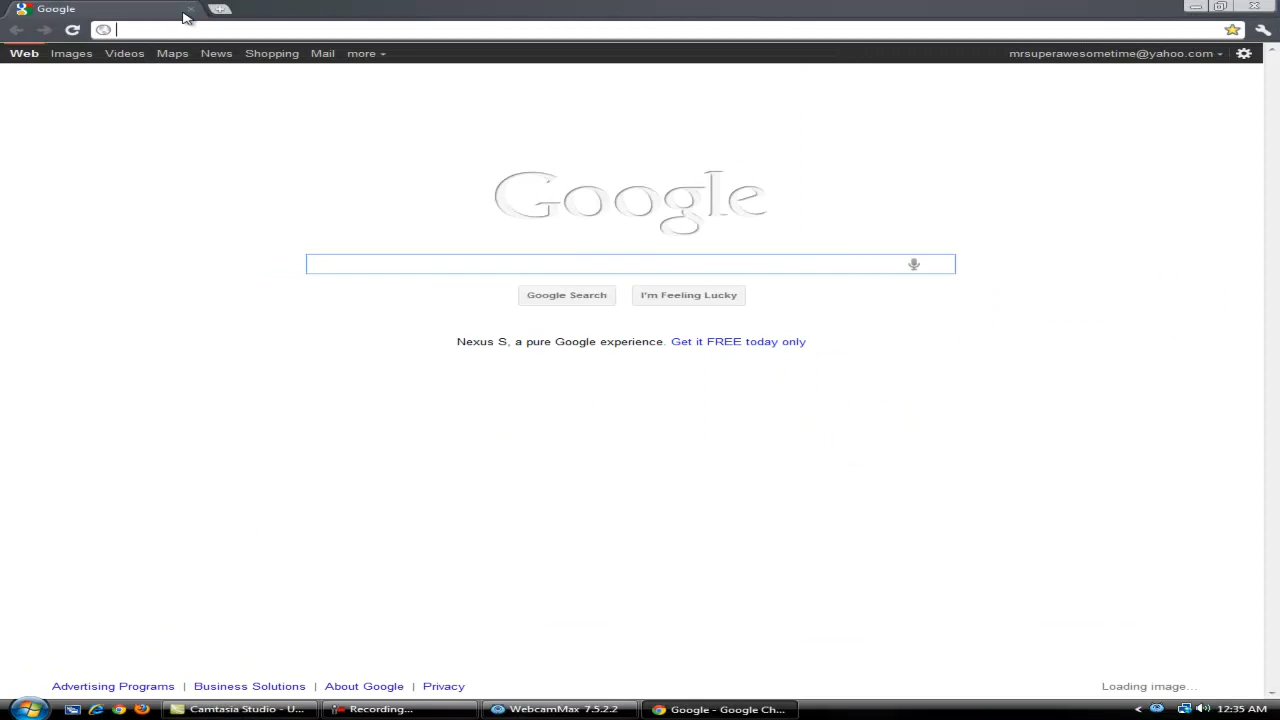 Google
Web Images Videos Maps News Shopping Mail more mrsuperawesometime@yahoo.com
Google
Google Search I'm Feeling Lucky
Nexus S, a pure Google experience. Get it FREE today only
Advertising Programs | Business Solutions | About Google | Privacy Loading image...
Camtasia Studio - U... Recording... WebcamMax 7.5.2.2 Google - Google Ch... 12:35 AM